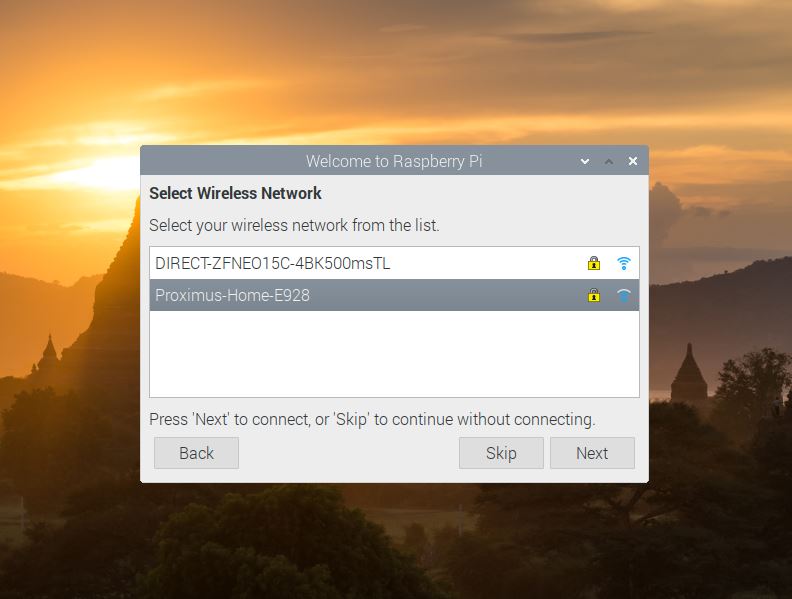 Welcome to Raspberry Pi
Select Wireless Network
Select your wireless network from the list.
DIRECT-ZFNEO15C-4BK500msTL
Proximus-Home-E928
Press 'Next' to connect, or 'Skip' to continue without connecting.
Back Skip Next